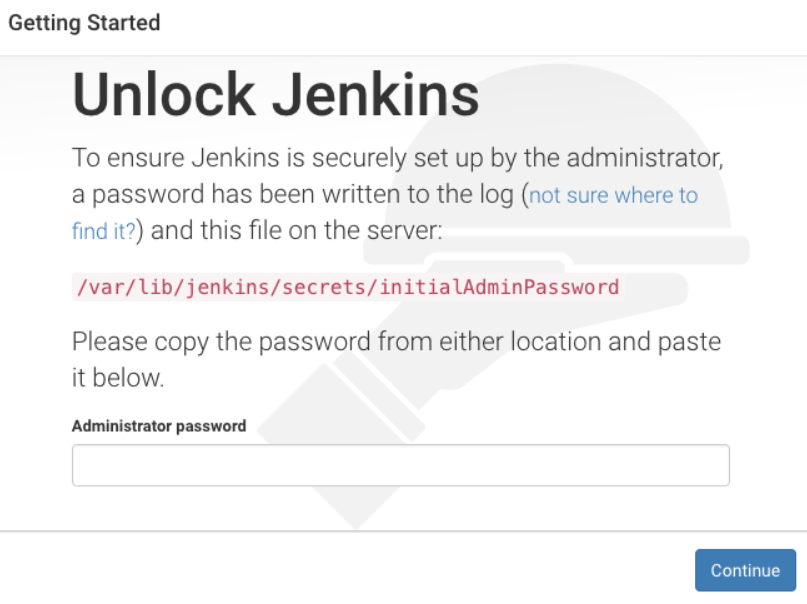 Getting Started
Unlock Jenkins
To ensure Jenkins is securely set up by the administrator,
a password has been written to the log (not sure where to
find it?) and this file on the server:
/var/lib/jenkins/secrets/initialAdminPassword
Please copy the password from either location and paste
it below.
Administrator password
Continue